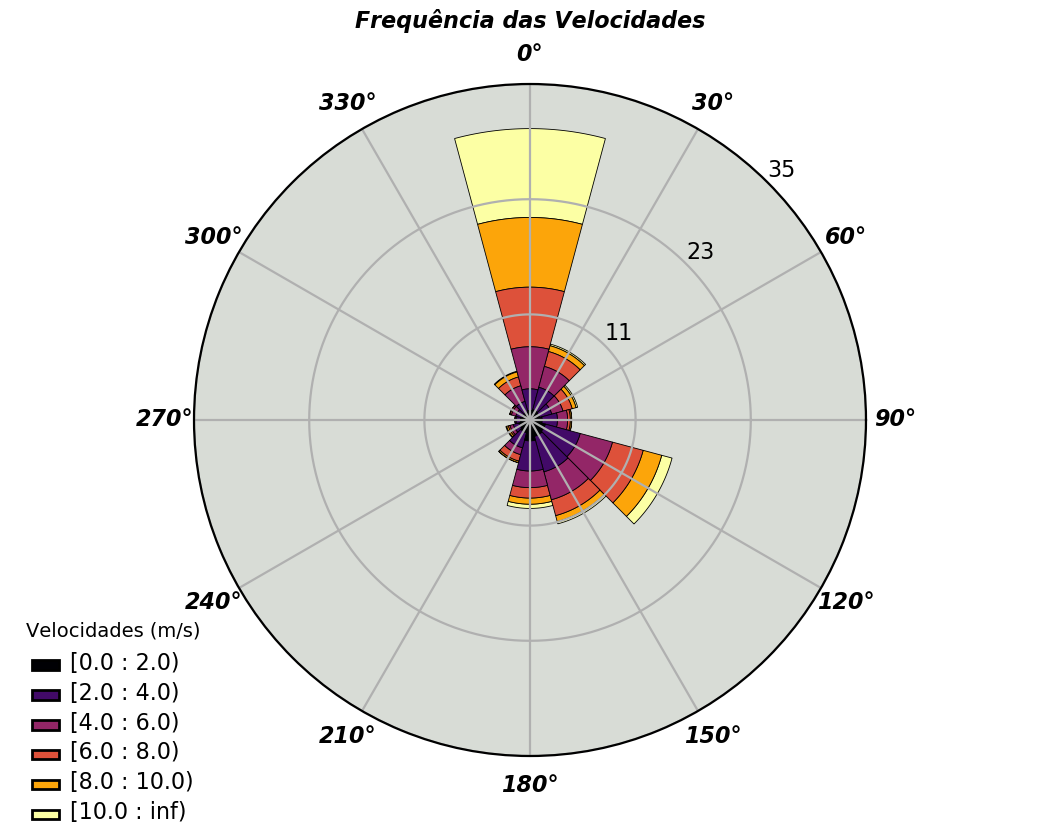 Frequência das Velocidades
0°
330°
30°
35
300°
60°
23
11
270°
90°
240°
120°
210°
150°
180°
Velocidades (m/s)
[0.0 : 2.0)
[2.0 : 4.0)
[4.0 : 6.0)
[6.0 : 8.0)
[8.0 : 10.0)
[10.0 : inf)